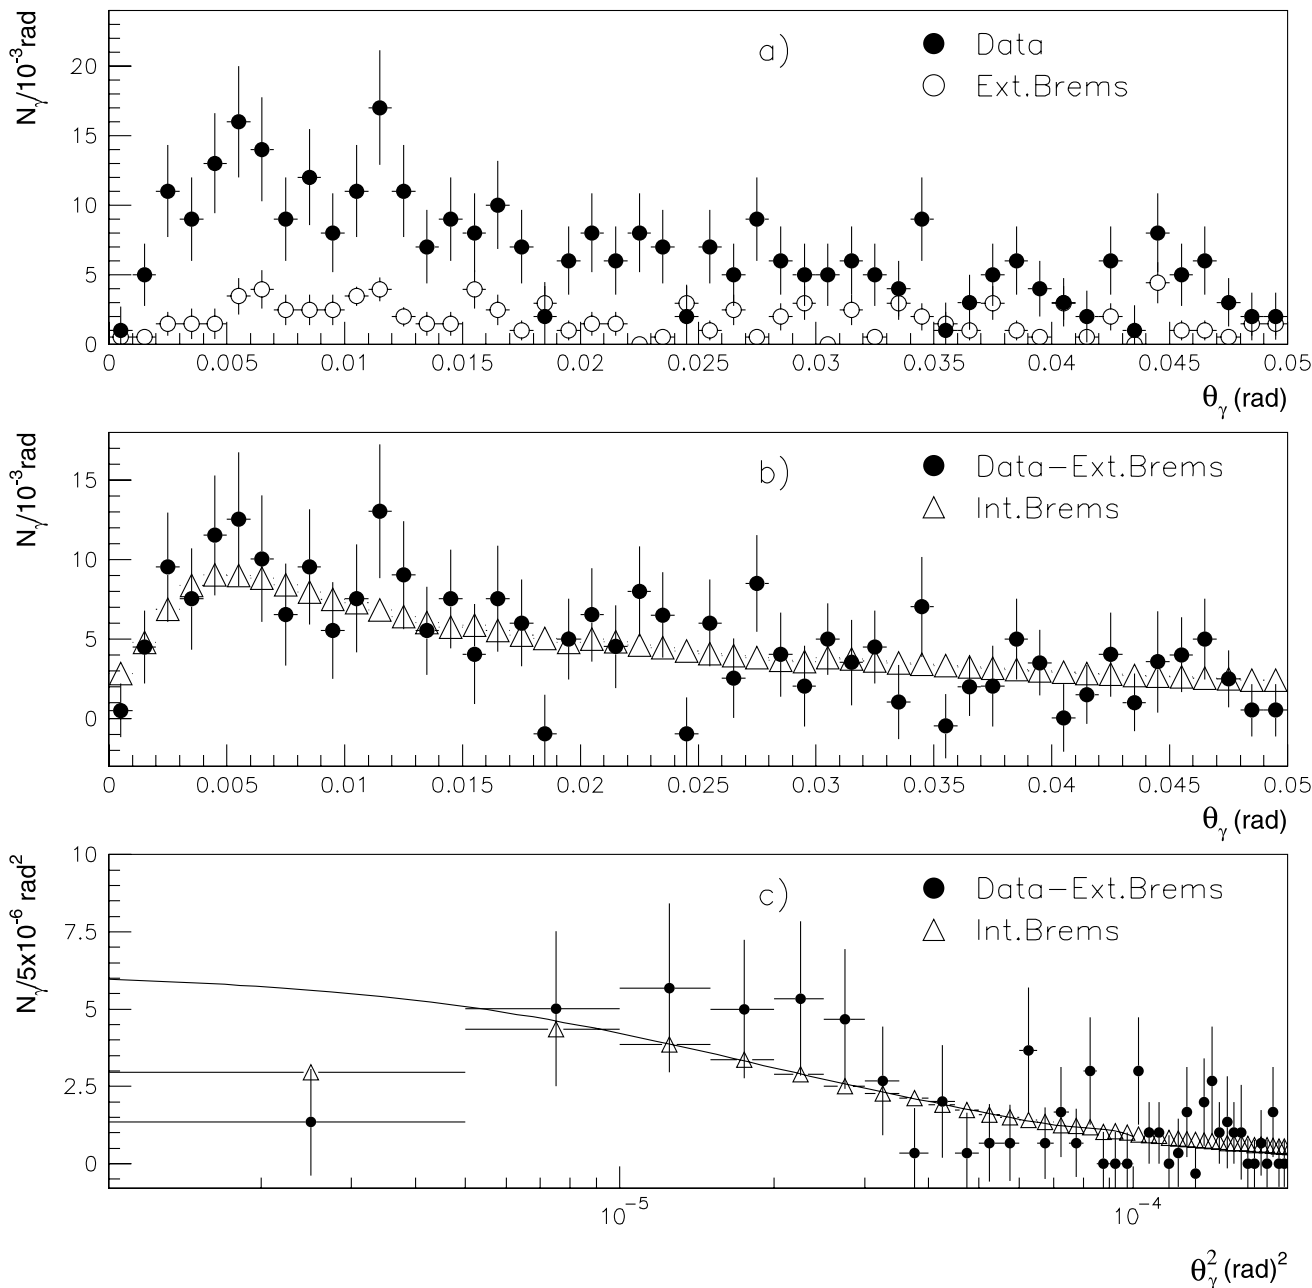 N_γ/10⁻³rad
a)
Data
Ext.Brems
20
15
10
5
0
0 0.005 0.01 0.015 0.02 0.025 0.03 0.035 0.04 0.045 0.05
θ_γ (rad)
N_γ/10⁻³rad
b)
Data−Ext.Brems
Int.Brems
15
10
5
0
0 0.005 0.01 0.015 0.02 0.025 0.03 0.035 0.04 0.045 0.05
θ_γ (rad)
N_γ/5x10⁻⁶ rad²
c)
Data−Ext.Brems
Int.Brems
10
7.5
5
2.5
0
10⁻⁵ 10⁻⁴
θ_γ² (rad)²